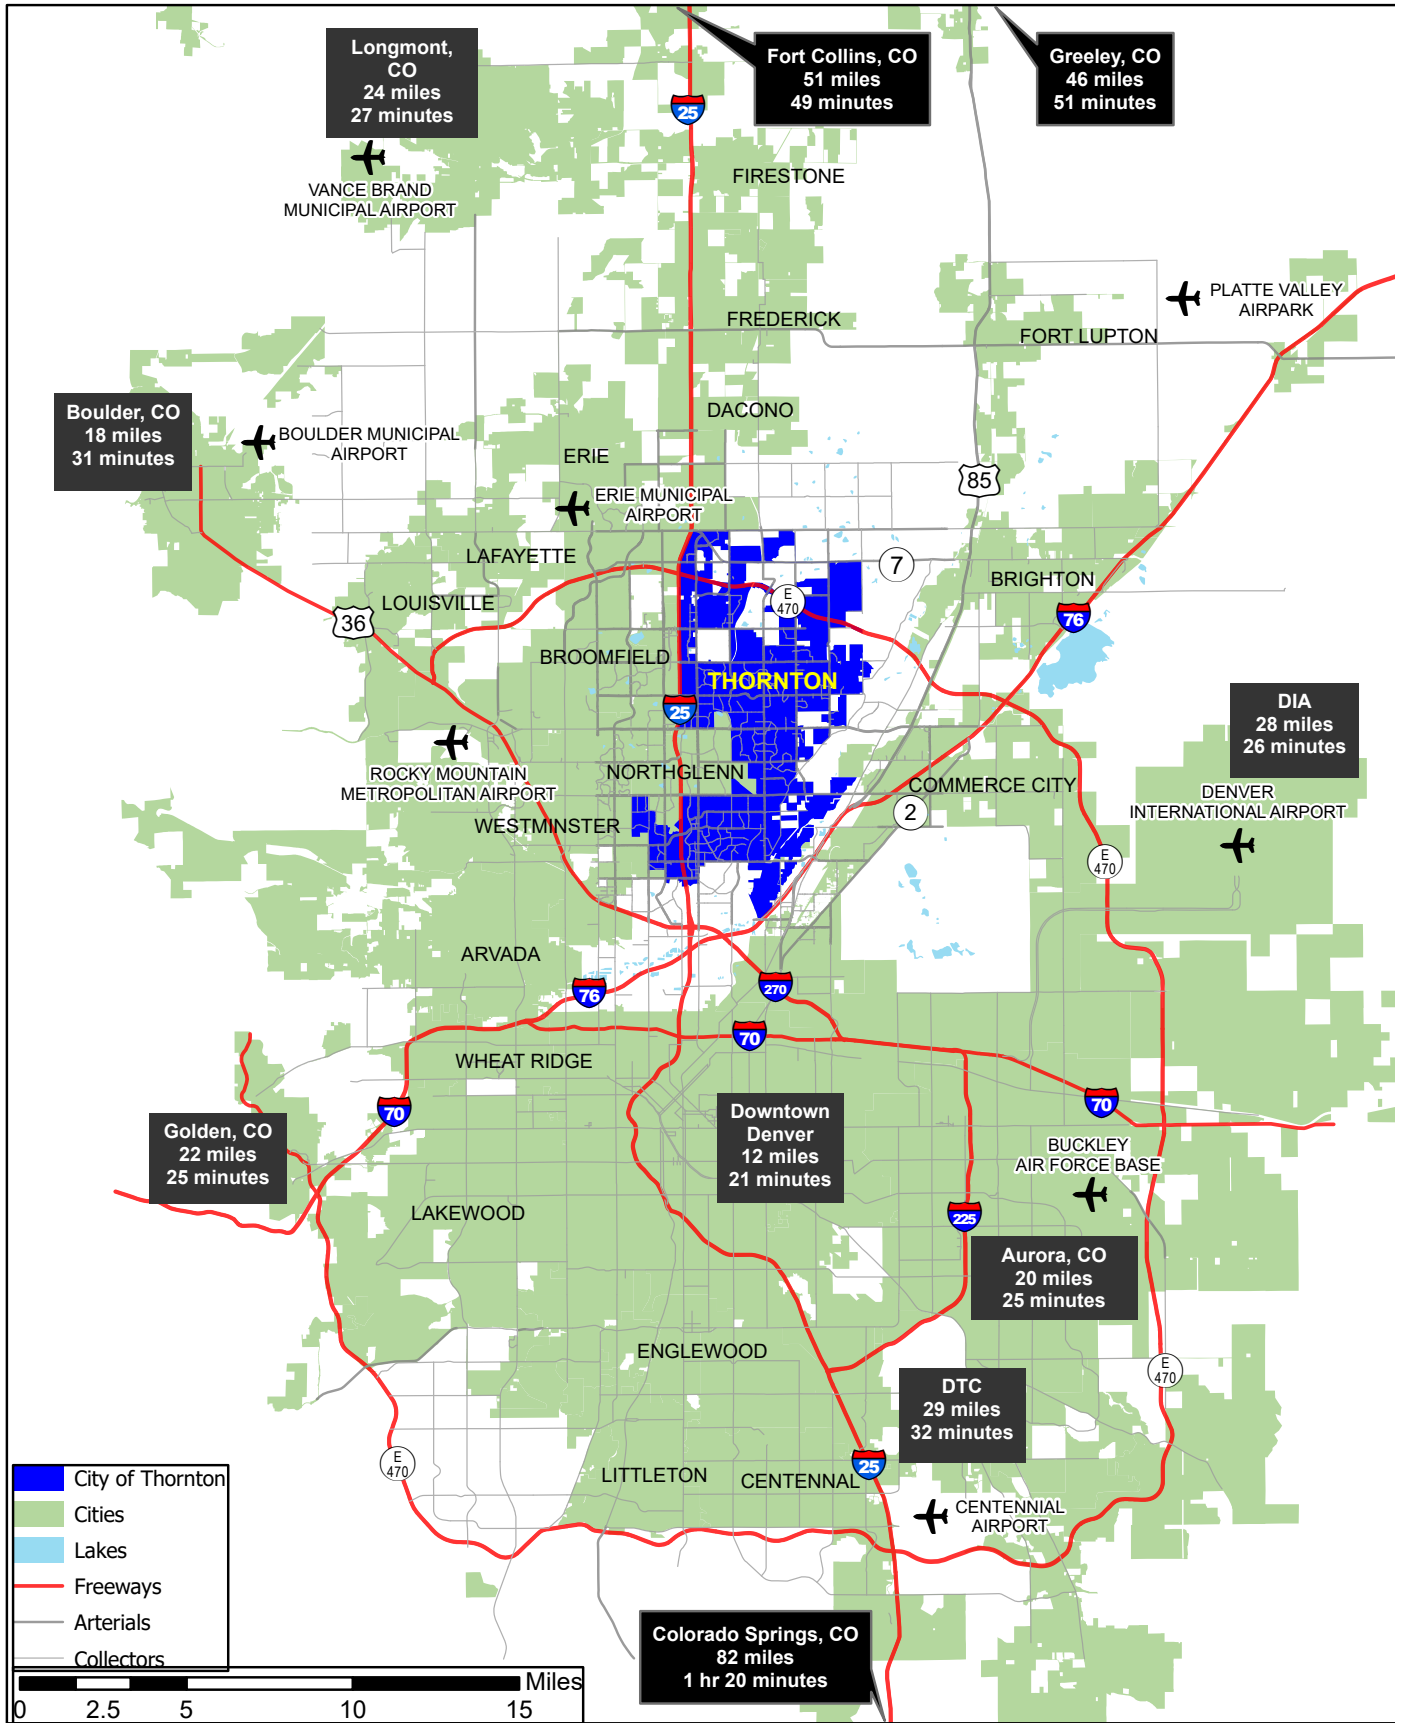 Longmont,
CO
24 miles
27 minutes
Fort Collins, CO
51 miles
49 minutes
Greeley, CO
46 miles
51 minutes
25
VANCE BRAND
MUNICIPAL AIRPORT
FIRESTONE
PLATTE VALLEY
AIRPARK
FREDERICK
FORT LUPTON
Boulder, CO
18 miles
31 minutes
DACONO
BOULDER MUNICIPAL
AIRPORT
ERIE
85
ERIE MUNICIPAL
AIRPORT
LAFAYETTE
7
BRIGHTON
LOUISVILLE
E
470
36
76
BROOMFIELD
THORNTON
25
DIA
28 miles
26 minutes
ROCKY MOUNTAIN
METROPOLITAN AIRPORT
NORTHGLENN
COMMERCE CITY
DENVER
INTERNATIONAL AIRPORT
2
WESTMINSTER
E
470
ARVADA
76
270
70
WHEAT RIDGE
70
70
Golden, CO
22 miles
25 minutes
Downtown
Denver
12 miles
21 minutes
BUCKLEY
AIR FORCE BASE
LAKEWOOD
225
Aurora, CO
20 miles
25 minutes
ENGLEWOOD
E
470
DTC
29 miles
32 minutes
E
470
25
LITTLETON
CENTENNAL
CENTENNIAL
AIRPORT
City of Thornton
Cities
Lakes
Freeways
Arterials
Collectors
Colorado Springs, CO
82 miles
1 hr 20 minutes
Miles
0 2.5 5 10 15